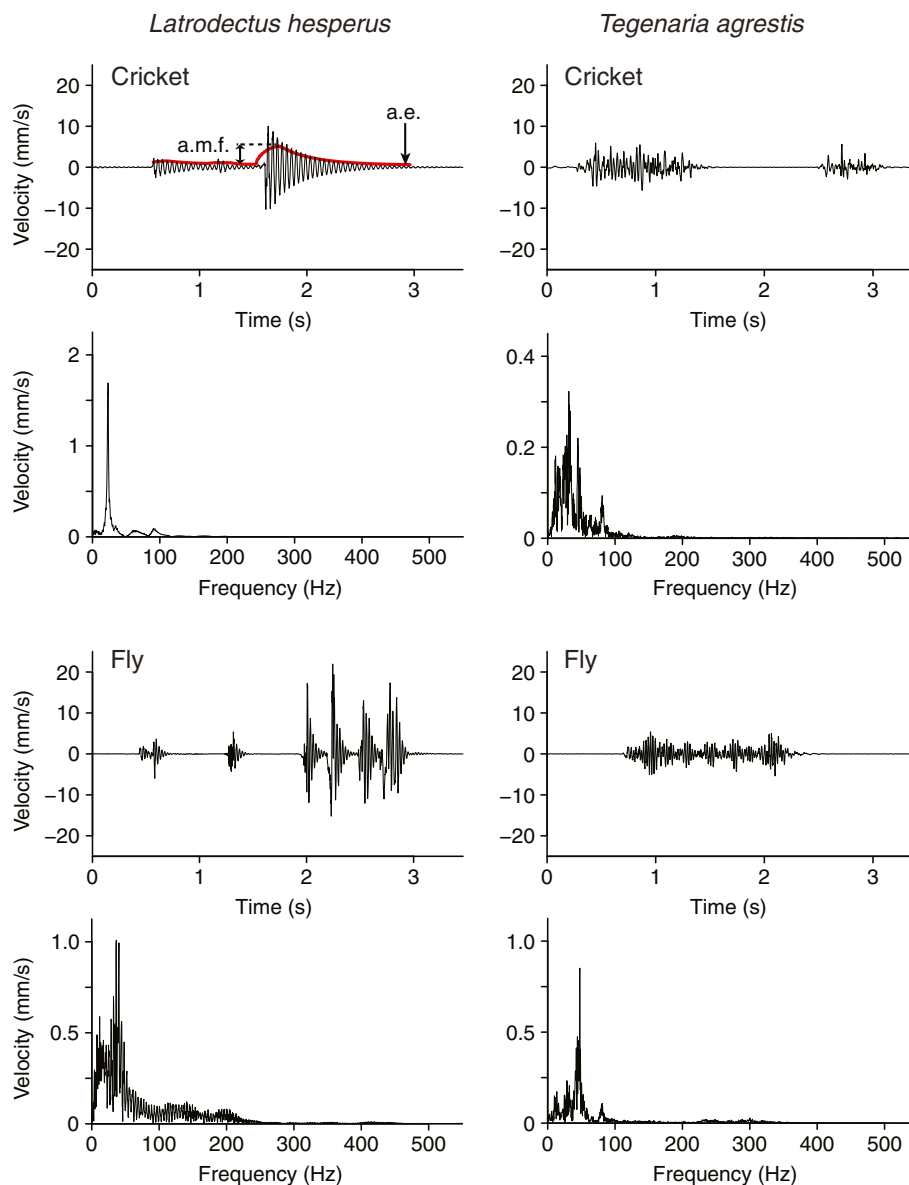 Latrodectus hesperus
Tegenaria agrestis
Cricket
20
10
0
−10
−20
Velocity (mm/s)
a.m.f.
a.e.
0 1 2 3
Time (s)
Cricket
20
10
0
−10
−20
0 1 2 3
Time (s)
2
1
0
Velocity (mm/s)
0 100 200 300 400 500
Frequency (Hz)
0.4
0.2
0
0 100 200 300 400 500
Frequency (Hz)
Fly
20
10
0
−10
−20
Velocity (mm/s)
0 1 2 3
Time (s)
Fly
20
10
0
−10
−20
0 1 2 3
Time (s)
1.0
0.5
0
Velocity (mm/s)
0 100 200 300 400 500
Frequency (Hz)
1.0
0.5
0
0 100 200 300 400 500
Frequency (Hz)